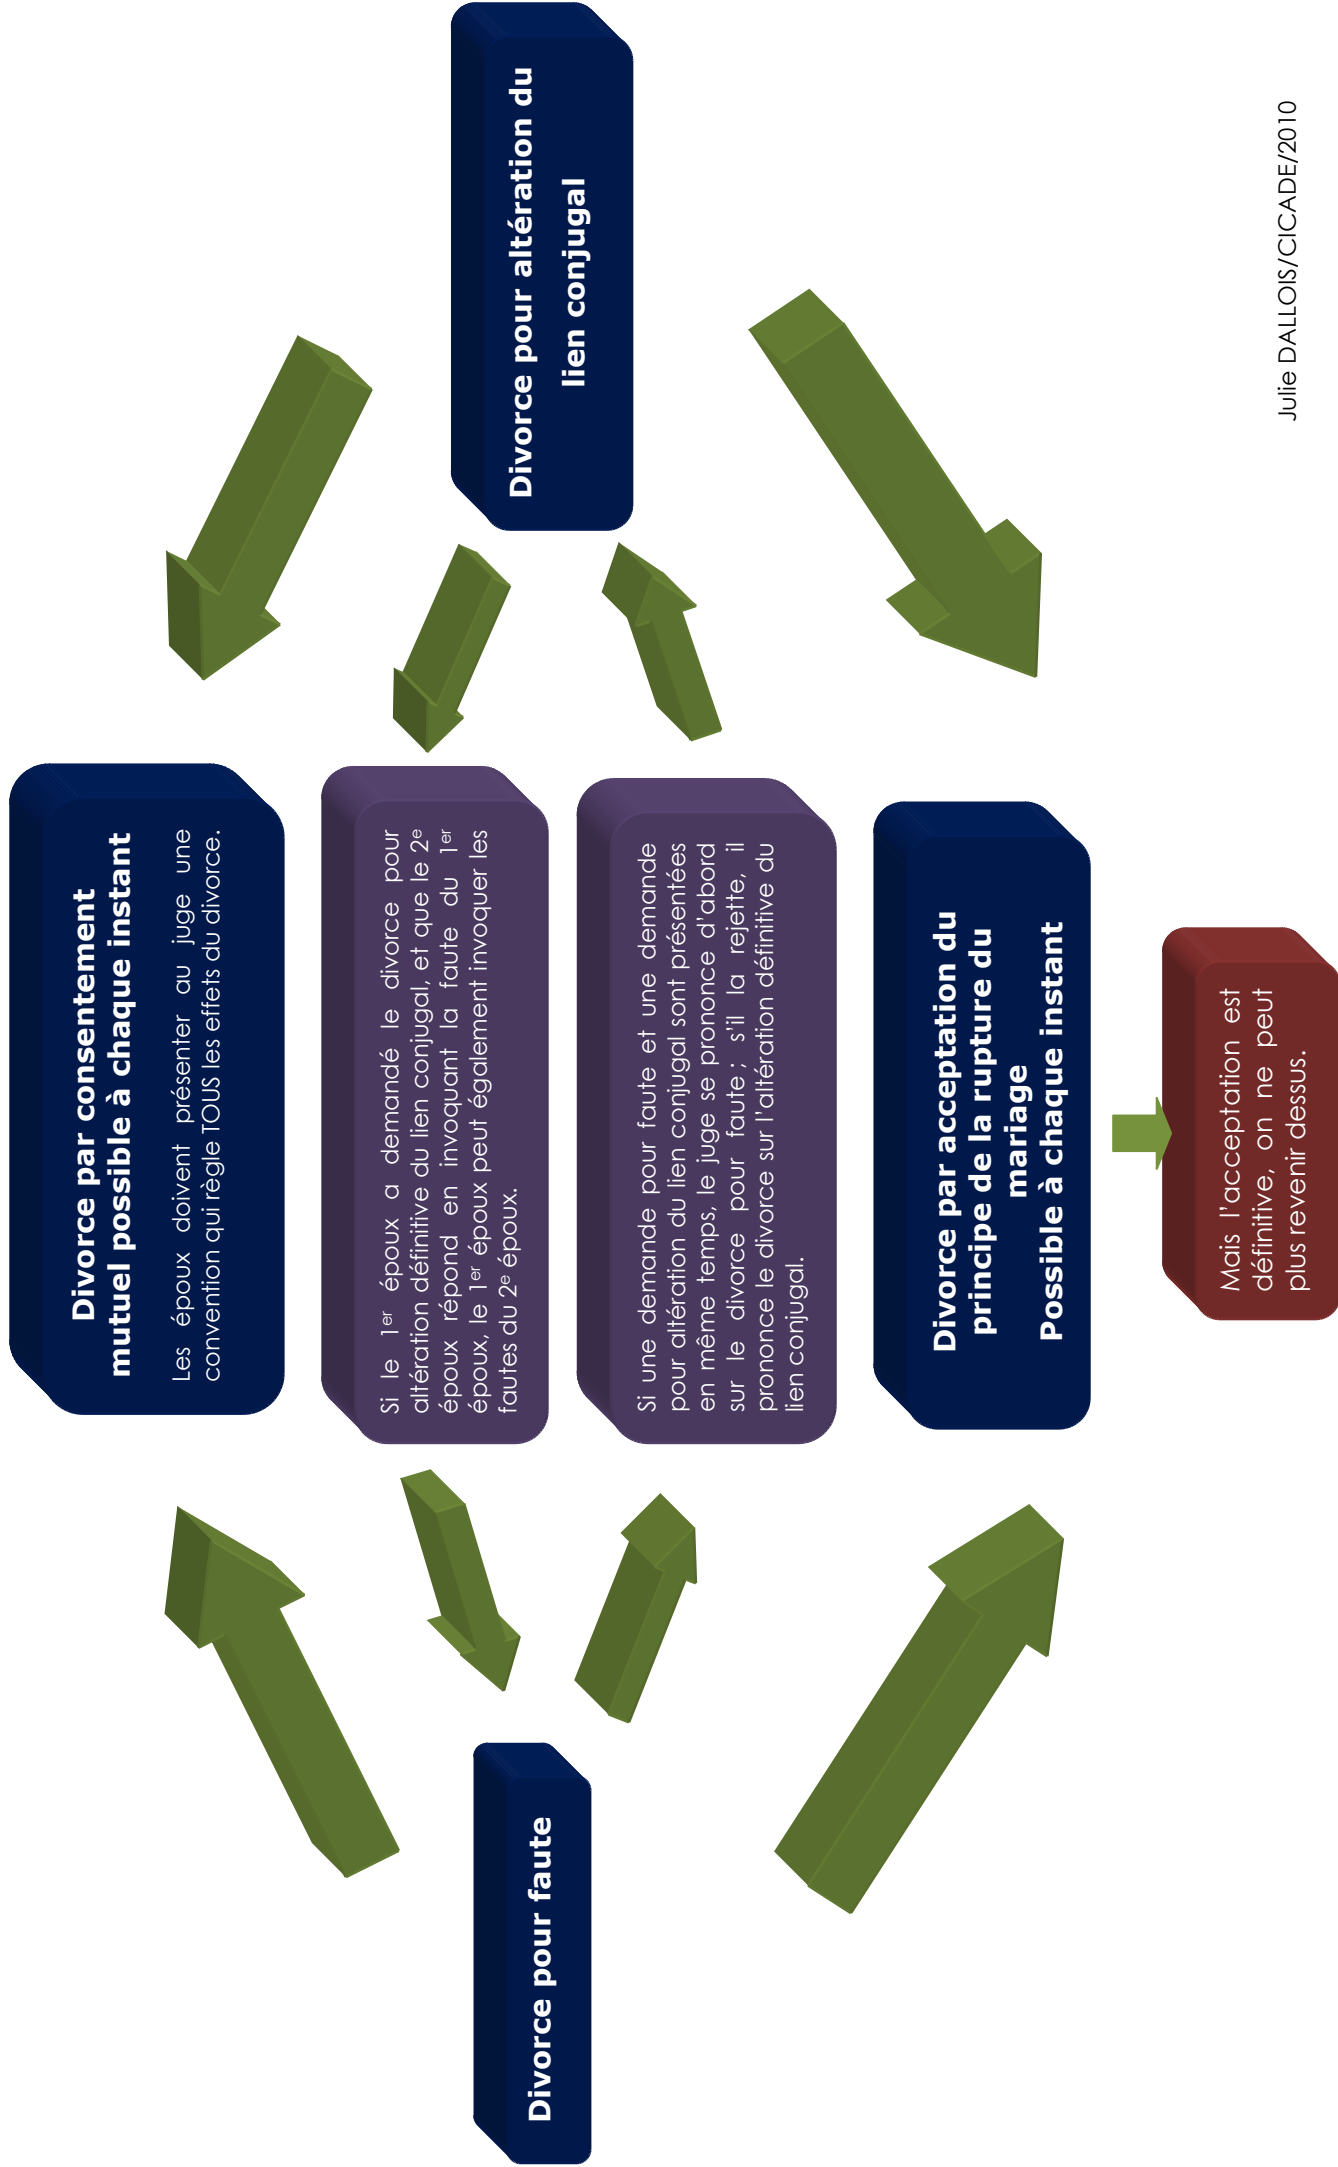 Divorce par consentement
mutuel possible à chaque instant
Les époux doivent présenter au juge une
convention qui règle TOUS les effets du divorce.
Si le 1er époux a demandé le divorce pour
altération définitive du lien conjugal, et que le 2e
époux répond en invoquant la faute du 1er
époux, le 1er époux peut également invoquer les
fautes du 2e époux.
Divorce pour faute
Divorce pour altération du
lien conjugal
Si une demande pour faute et une demande
pour altération du lien conjugal sont présentées
en même temps, le juge se prononce d'abord
sur le divorce pour faute ; s'il la rejette, il
prononce le divorce sur l'altération définitive du
lien conjugal.
Divorce par acceptation du
principe de la rupture du
mariage
Possible à chaque instant
Mais l'acceptation est
définitive, on ne peut
plus revenir dessus.
Julie DALLOIS/CICADE/2010